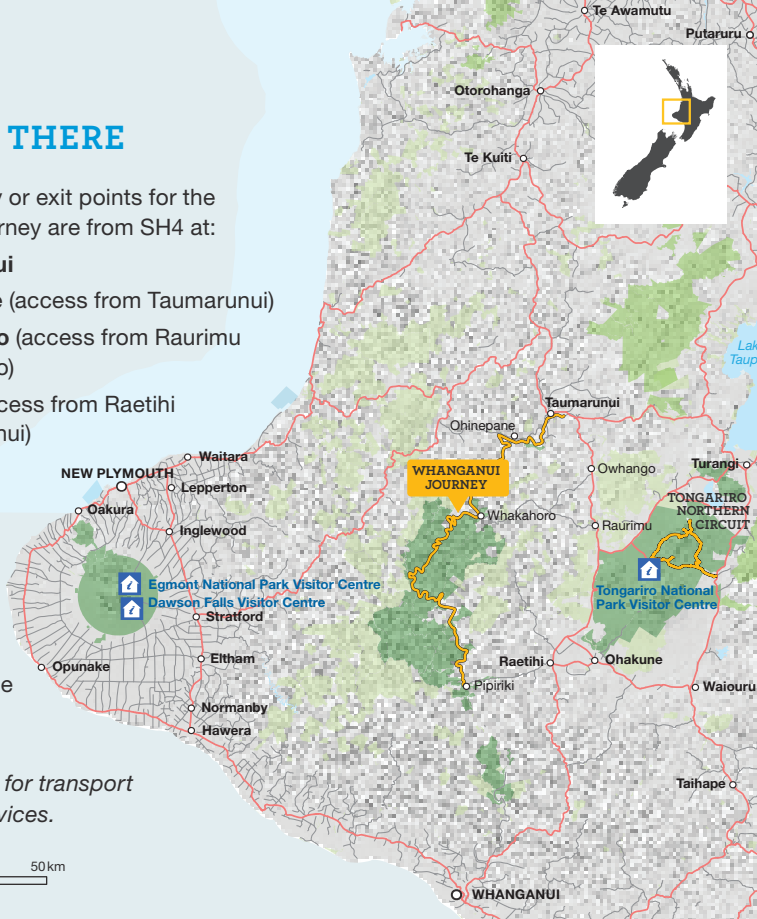 THERE
y or exit points for the
rney are from SH4 at:
ui
e (access from Taumarunui)
o (access from Raurimu
o)
cess from Raetihi
nui)
e
for transport
vices.
50 km
Te Awamutu
Putaruru
Otorohanga
Te Kuiti
Lak
Taup
Taumarunui
Ohinepane
WHANGANUI
JOURNEY
Whakahoro
Owhango
Turangi
TONGARIRO
NORTHERN
CIRCUIT
Raurimu
Tongariro National
Park Visitor Centre
Waitara
NEW PLYMOUTH
Lepperton
Oakura
Inglewood
Egmont National Park Visitor Centre
Dawson Falls Visitor Centre
Stratford
Opunake
Eltham
Normanby
Hawera
Raetihi
Ohakune
Pipiriki
Waiouru
Taihape
WHANGANUI